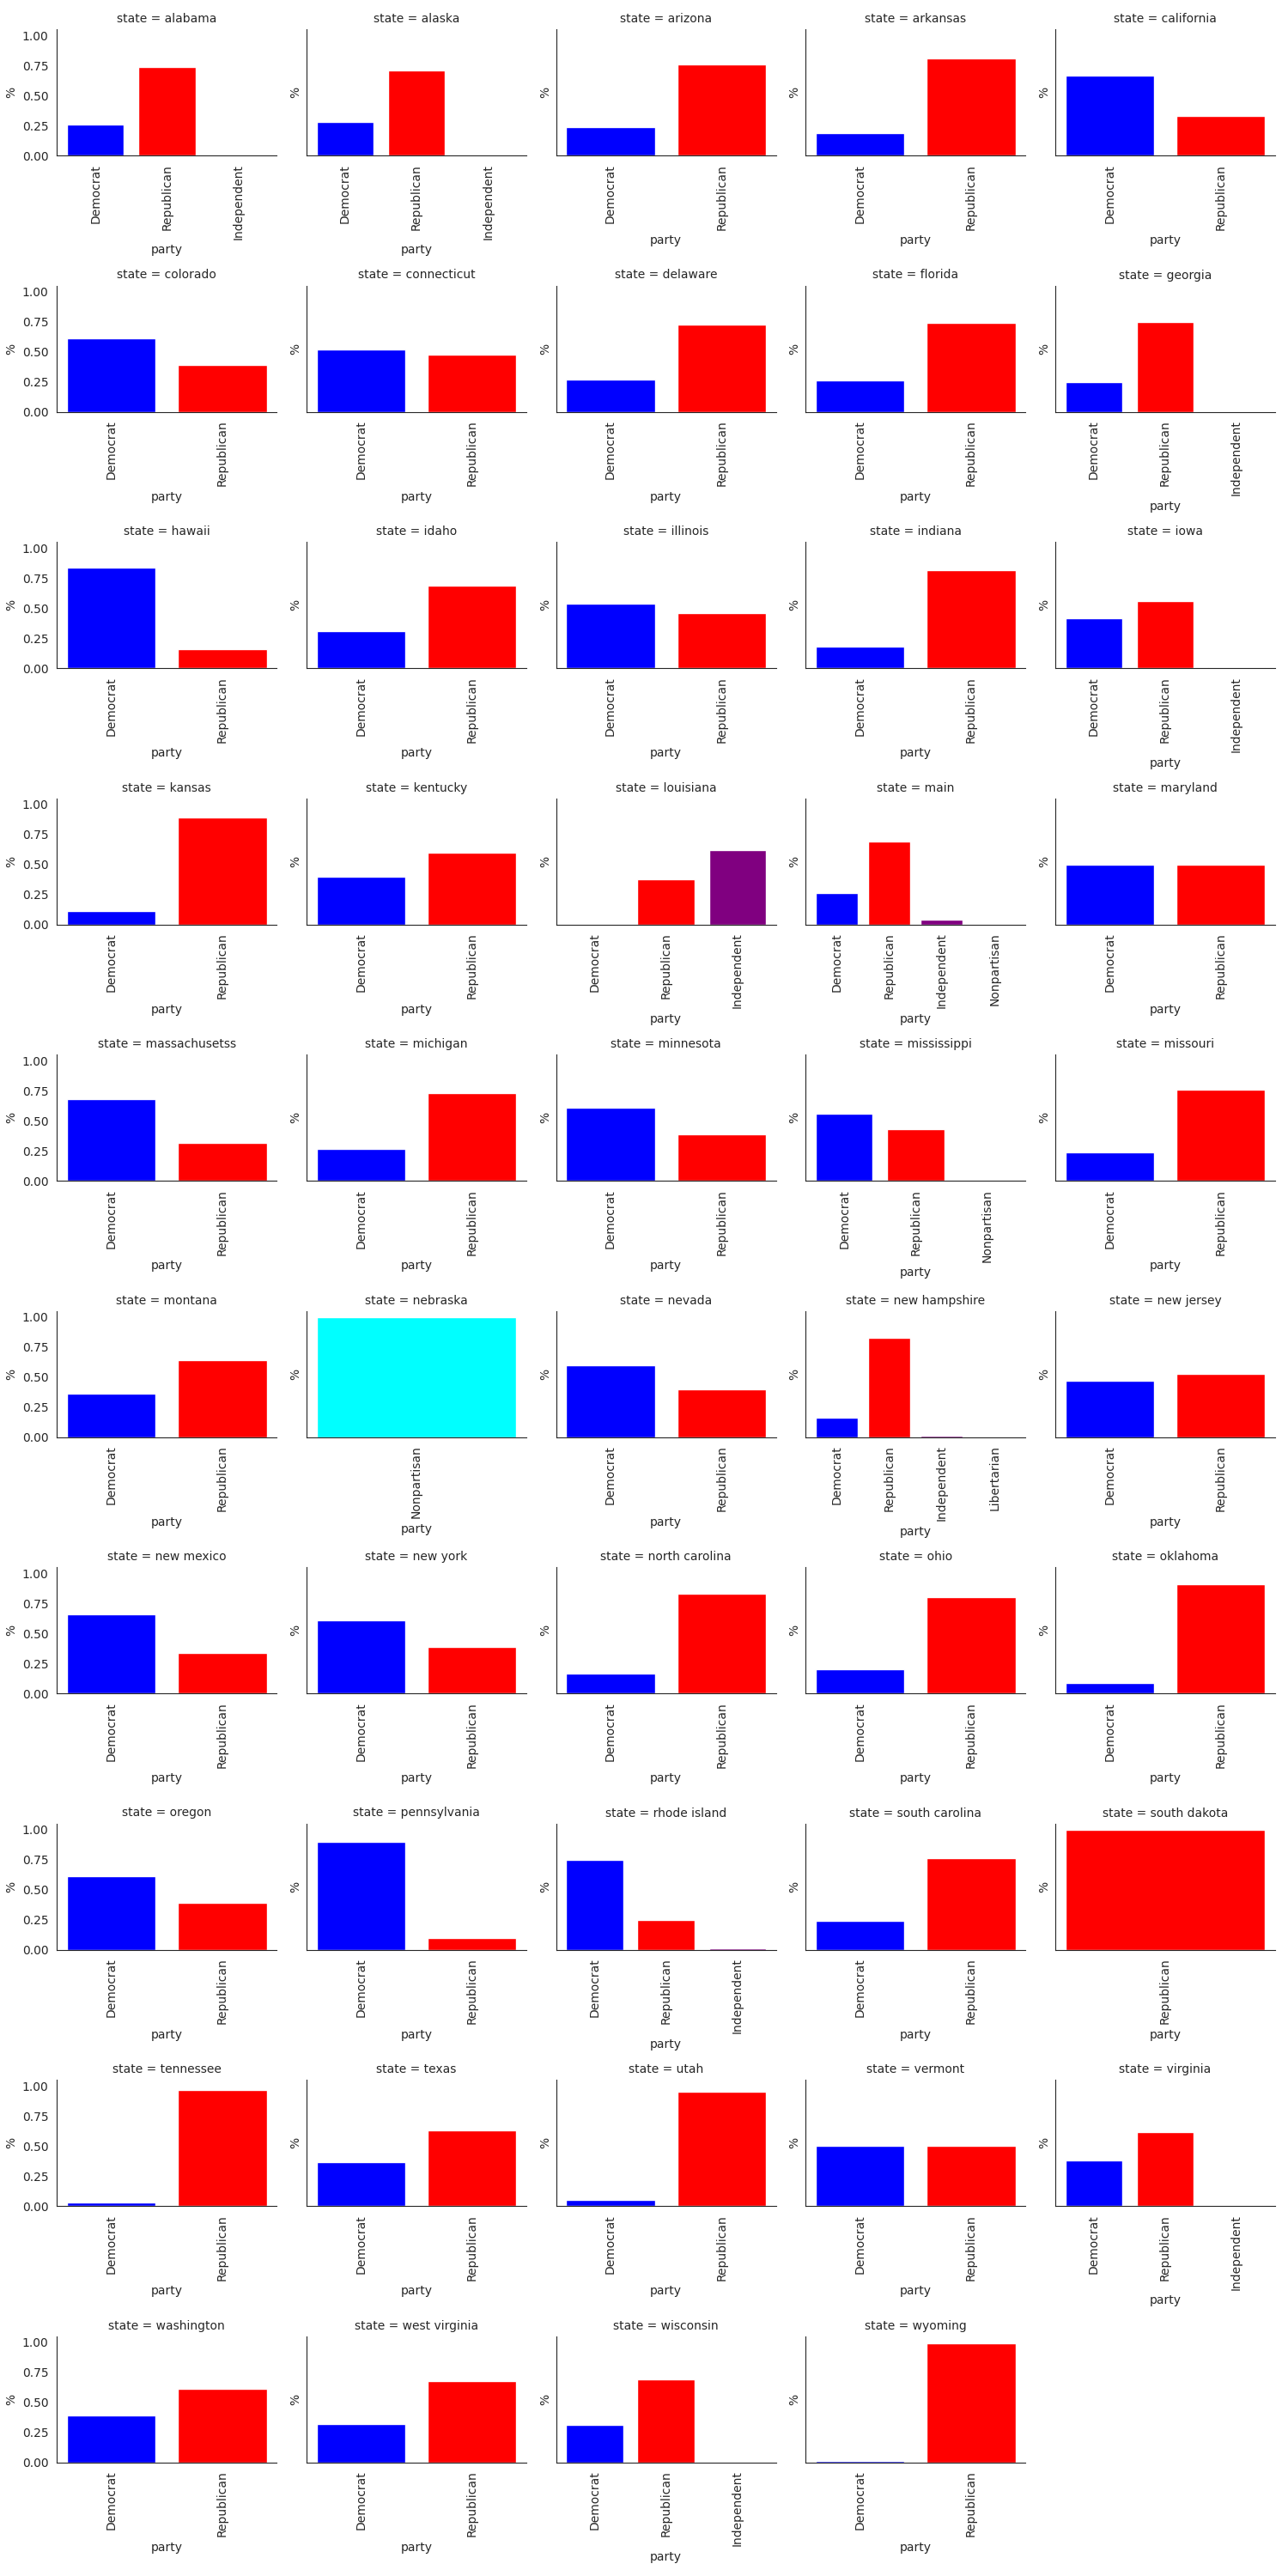 state = alabama state = alaska state = arizona state = arkansas state = california
1.00
0.75
% % % % %
0.50
0.25
0.00
Democrat Republican Independent Democrat Republican Independent Democrat Republican Democrat Republican Democrat Republican
party party party party party
state = colorado state = connecticut state = delaware state = florida state = georgia
1.00
0.75
% % % % %
0.50
0.25
0.00
Democrat Republican Democrat Republican Democrat Republican Democrat Republican Democrat Republican Independent
party party party party party
state = hawaii state = idaho state = illinois state = indiana state = iowa
1.00
0.75
% % % % %
0.50
0.25
0.00
Democrat Republican Democrat Republican Democrat Republican Democrat Republican Democrat Republican Independent
party party party party party
state = kansas state = kentucky state = louisiana state = main state = maryland
1.00
0.75
% % % % %
0.50
0.25
0.00
Democrat Republican Democrat Republican Democrat Republican Independent Democrat Republican Independent Nonpartisan Democrat Republican
party party party party party
state = massachusetss state = michigan state = minnesota state = mississippi state = missouri
1.00
0.75
% % % % %
0.50
0.25
0.00
Democrat Republican Democrat Republican Democrat Republican Democrat Republican Nonpartisan Democrat Republican
party party party party party
state = montana state = nebraska state = nevada state = new hampshire state = new jersey
1.00
0.75
% % % % %
0.50
0.25
0.00
Democrat Republican Nonpartisan Democrat Republican Democrat Republican Independent Libertarian Democrat Republican
party party party party party
state = new mexico state = new york state = north carolina state = ohio state = oklahoma
1.00
0.75
% % % % %
0.50
0.25
0.00
Democrat Republican Democrat Republican Democrat Republican Democrat Republican Democrat Republican
party party party party party
state = oregon state = pennsylvania state = rhode island state = south carolina state = south dakota
1.00
0.75
% % % % %
0.50
0.25
0.00
Democrat Republican Democrat Republican Democrat Republican Independent Democrat Republican Republican
party party party party party
state = tennessee state = texas state = utah state = vermont state = virginia
1.00
0.75
% % % % %
0.50
0.25
0.00
Democrat Republican Democrat Republican Democrat Republican Democrat Republican Democrat Republican Independent
party party party party party
state = washington state = west virginia state = wisconsin state = wyoming
1.00
0.75
% % % %
0.50
0.25
0.00
Democrat Republican Democrat Republican Democrat Republican Independent Democrat Republican
party party party party